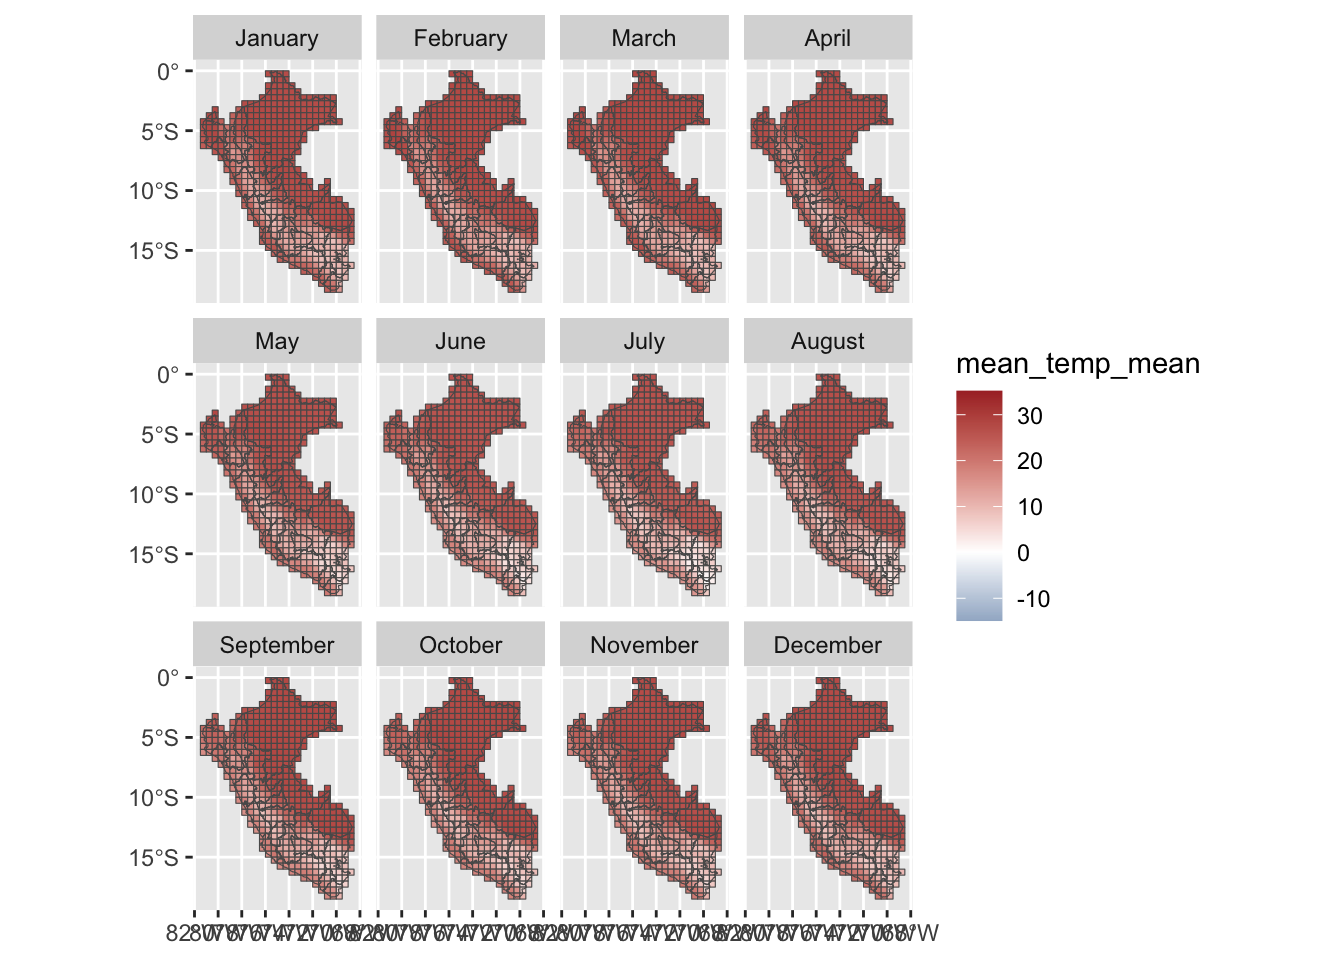 January February March April
0°
5°S
10°S
15°S
May June July August
0°
5°S
10°S
15°S
mean_temp_mean
30
20
10
0
-10
September October November December
0°
5°S
10°S
15°S